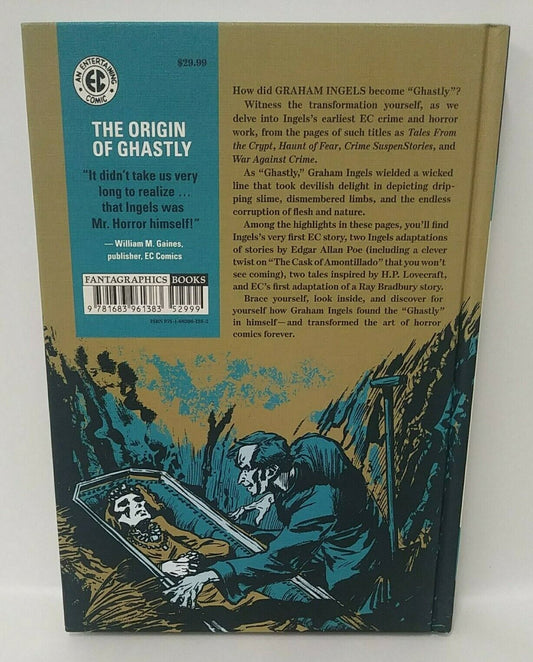 AN ENTERTAINING
EC
COMIC
$29.99
THE ORIGIN
OF GHASTLY
“It didn’t take us very
long to realize ...
that Ingels was
Mr. Horror himself!”
— William M. Gaines,
publisher, EC Comics
FANTAGRAPHICS BOOKS
9 781683 961383
52999
How did GRAHAM INGELS become “Ghastly”?
Witness the transformation yourself, as we
delve into Ingels’s earliest EC crime and horror
work, from the pages of such titles as Tales From
the Crypt, Haunt of Fear, Crime SuspenStories, and
War Against Crime.
As “Ghastly,” Graham Ingels wielded a wicked
line that took devilish delight in depicting drip-
ping slime, dismembered limbs, and the endless
corruption of flesh and nature.
Among the highlights in these pages, you’ll find
Ingels’s very first EC story, two Ingels adaptations
of stories by Edgar Allan Poe (including a clever
twist on “The Cask of Amontillado” that you won’t
see coming), two tales inspired by H.P. Lovecraft,
and EC’s first adaptation of a Ray Bradbury story.
Brace yourself, look inside, and discover for
yourself how Graham Ingels found the “Ghastly”
in himself—and transformed the art of horror
comics forever.